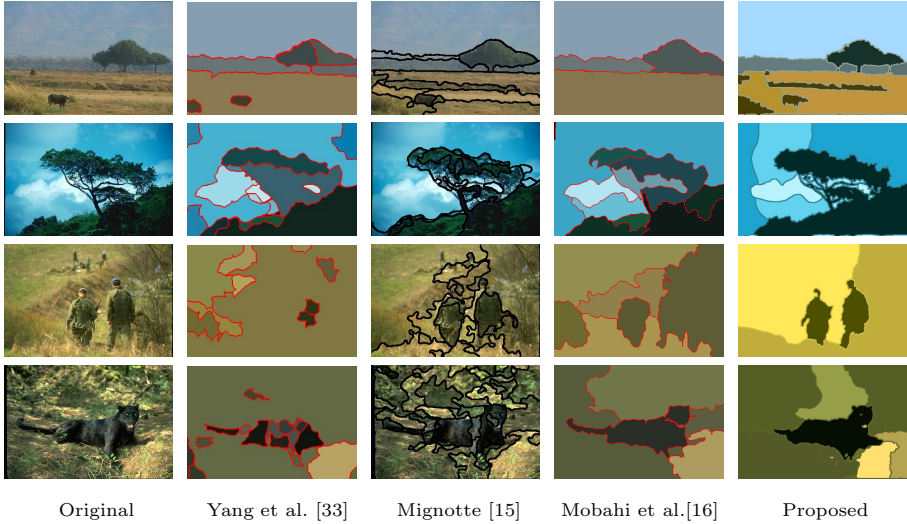 Original Yang et al. [33] Mignotte [15] Mobahi et al.[16] Proposed